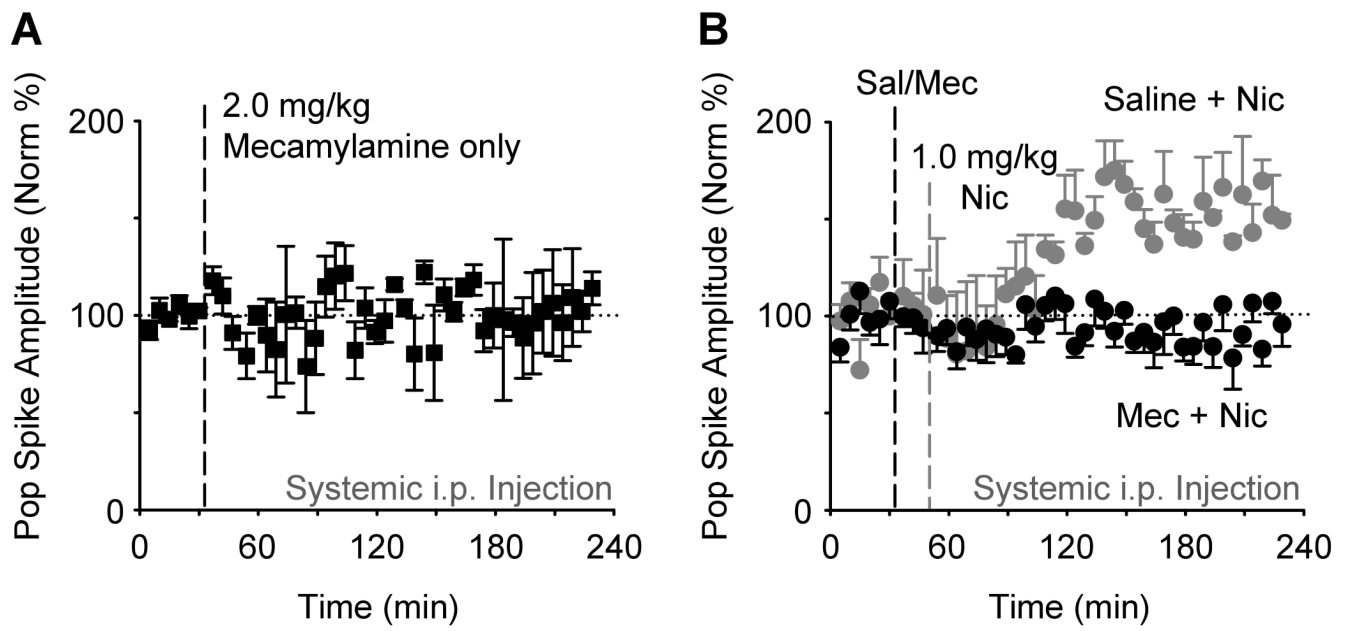 A
Pop Spike Amplitude (Norm %)
200
100
0
2.0 mg/kg
Mecamylamine only
Systemic i.p. Injection
0 60 120 180 240
Time (min)
B
Pop Spike Amplitude (Norm %)
200
100
0
Sal/Mec
Saline + Nic
1.0 mg/kg
Nic
Mec + Nic
Systemic i.p. Injection
0 60 120 180 240
Time (min)